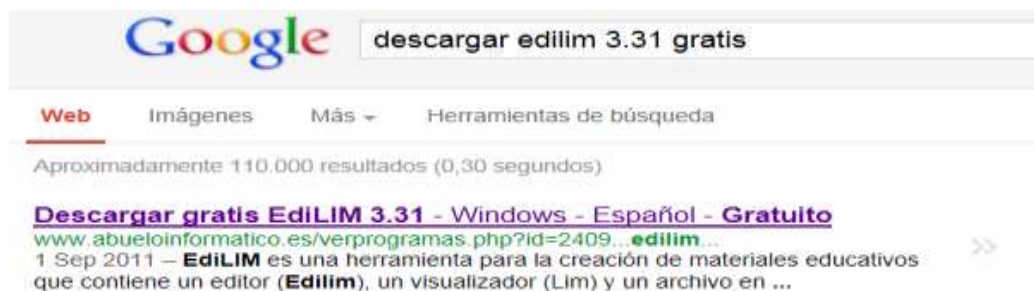 Google
descargar edilim 3.31 gratis
Web Imágenes Más Herramientas de búsqueda
Aproximadamente 110.000 resultados (0,30 segundos)
Descargar gratis EdiLIM 3.31 - Windows - Español - Gratuito
www.abueloinformatico.es/verprogramas.php?id=2409...edilim...
1 Sep 2011 – EdiLIM es una herramienta para la creación de materiales educativos
que contiene un editor (Edilim), un visualizador (Lim) y un archivo en ...